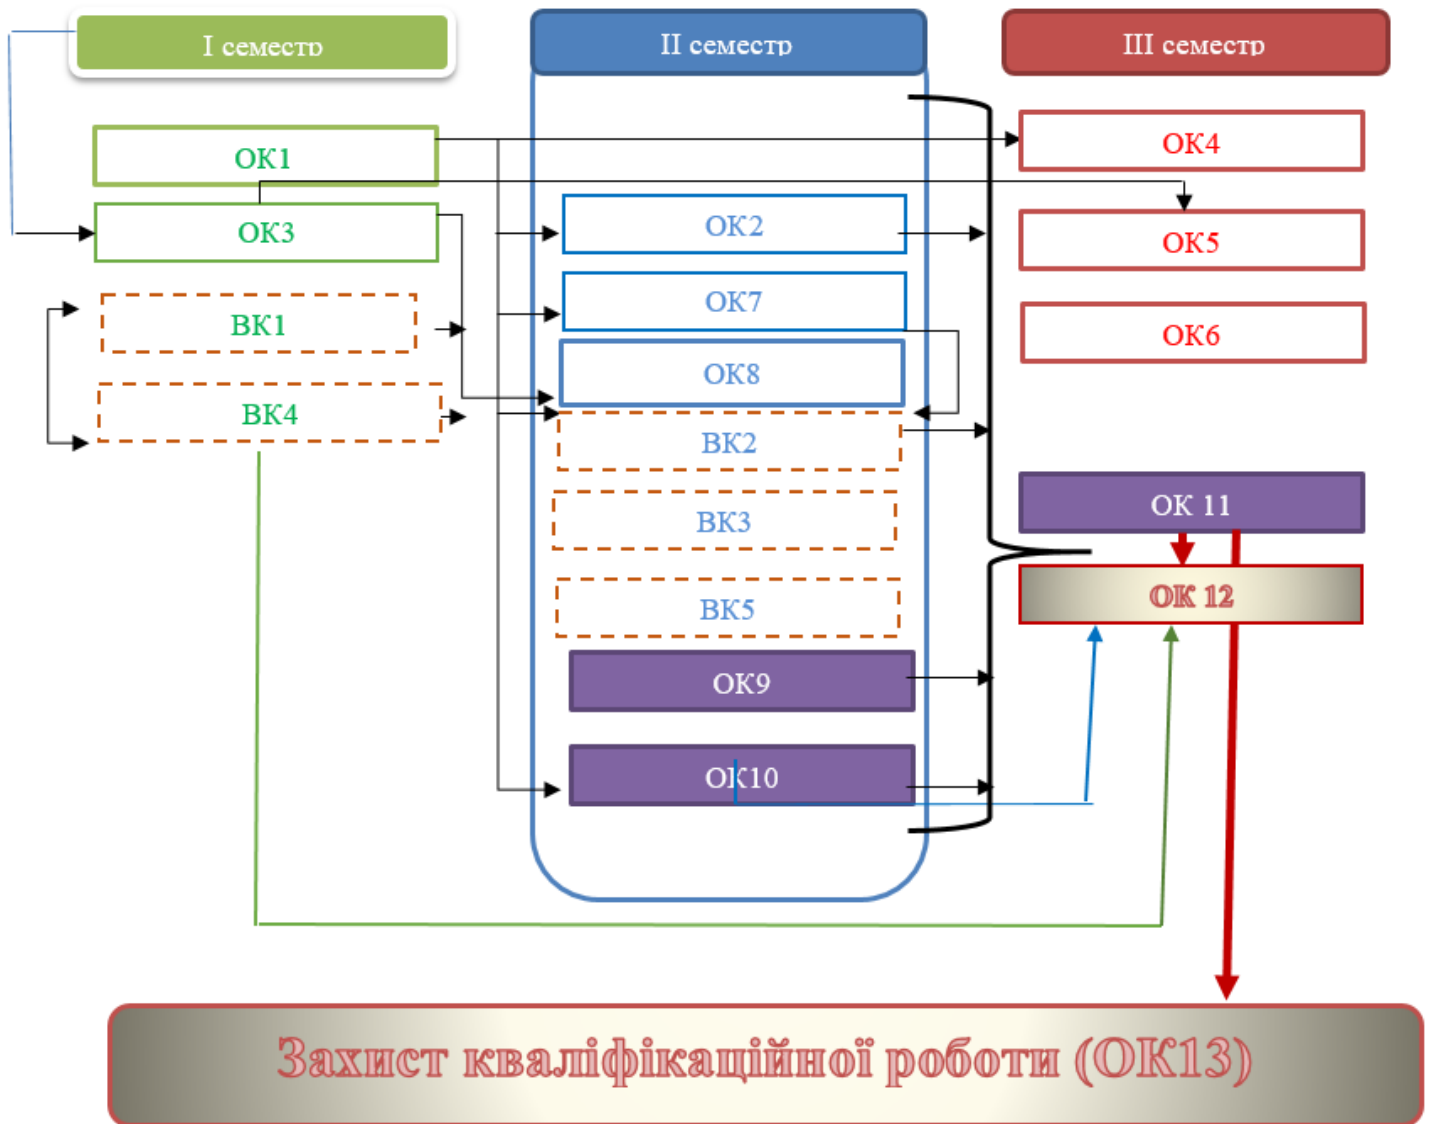 І семестр
ІІ семестр
ІІІ семестр
ОК1
ОК3
ВК1
ВК4
ОК2
ОК7
ОК8
ВК2
ВК3
ВК5
ОК9
ОК10
ОК4
ОК5
ОК6
ОК 11
ОК 12
Захист кваліфікаційної роботи (ОК13)